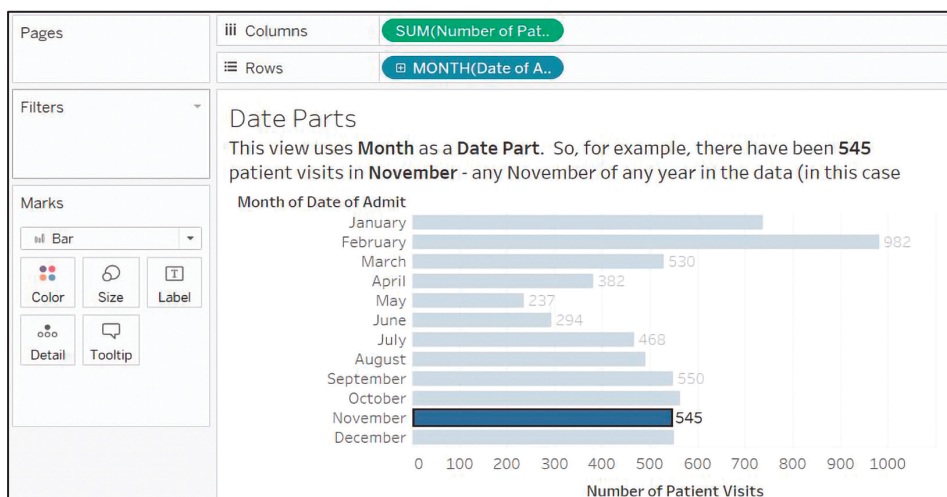 Pages
Columns SUM(Number of Pat..
Rows MONTH(Date of A..
Filters
Date Parts
This view uses Month as a Date Part. So, for example, there have been 545
patient visits in November - any November of any year in the data (in this case
Marks
Bar
Color Size Label
Detail Tooltip
Month of Date of Admit
January
February 982
March 530
April 382
May 237
June 294
July 468
August
September 550
October
November 545
December
0 100 200 300 400 500 600 700 800 900 1000
Number of Patient Visits